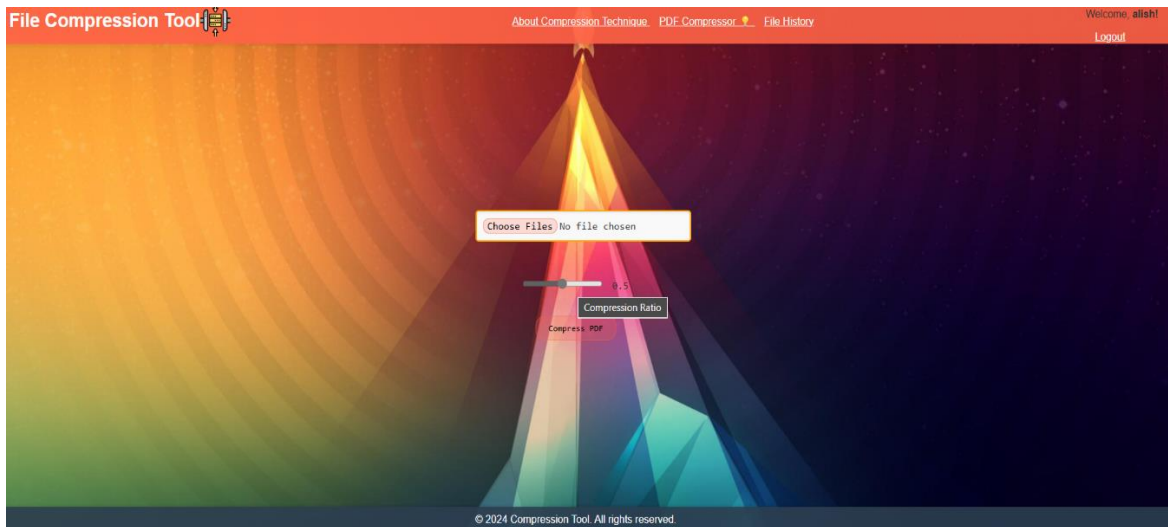 File Compression Tool
About Compression Technique PDF Compressor File History
Welcome, alish!
Logout
Choose Files No file chosen
0.5
Compression Ratio
Compress PDF
© 2024 Compression Tool. All rights reserved.